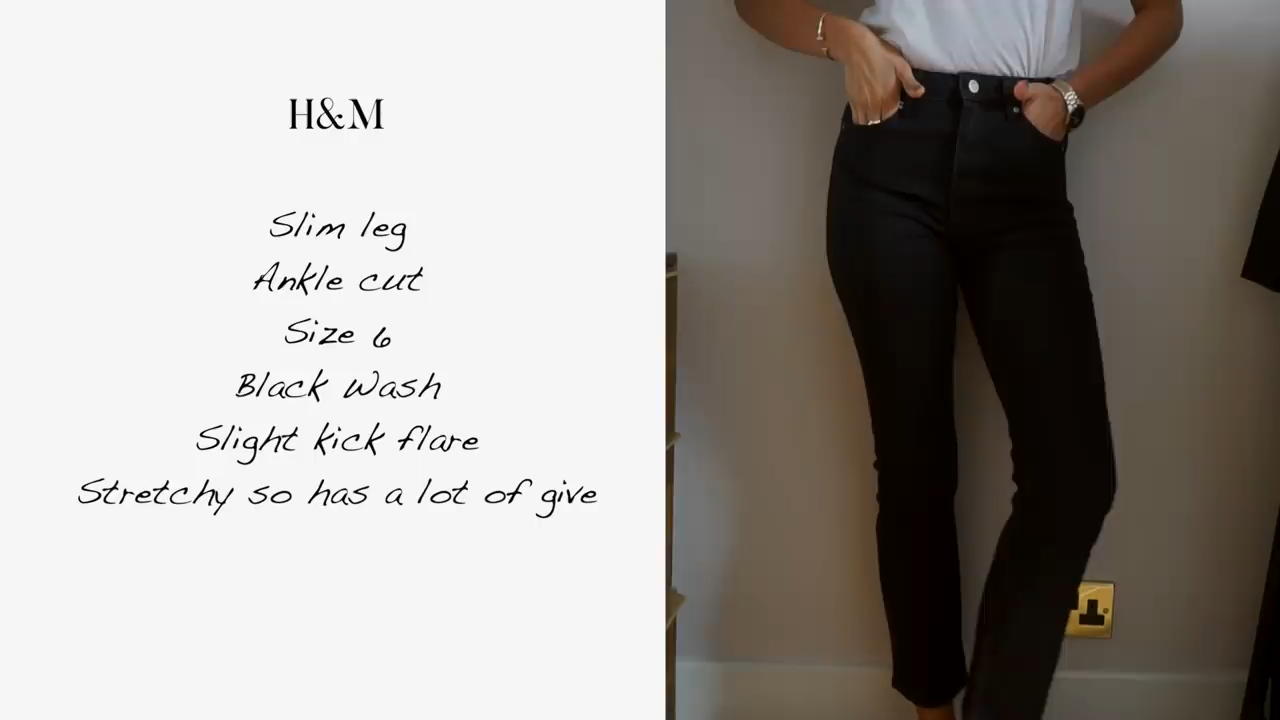 H&M
Slim leg
Ankle cut
Size 6
Black Wash
Slight kick flare
Stretchy so has a lot of give